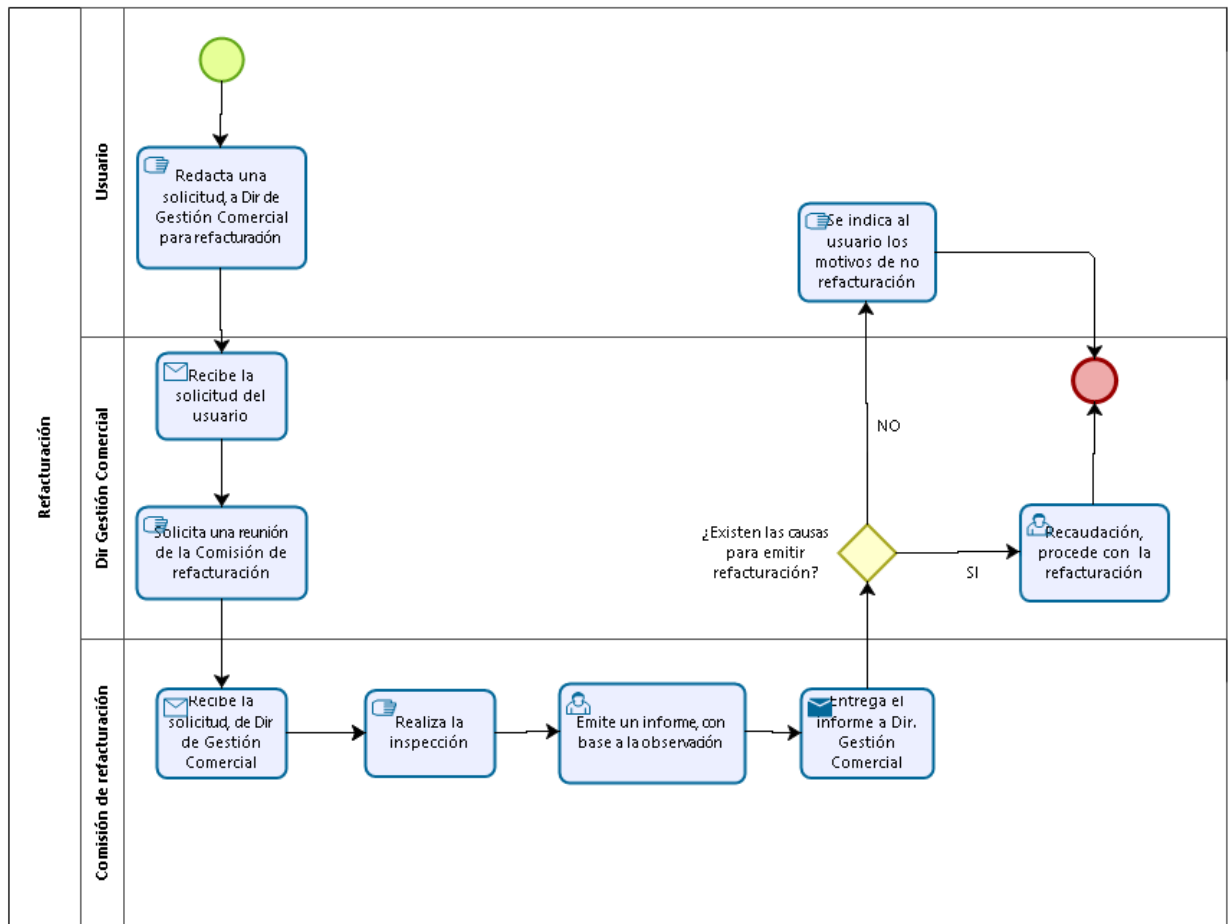 Refacturación
Usuario
Redacta una
solicitud, a Dir de
Gestión Comercial
para refacturación
Se indica al
usuario los
motivos de no
refacturación
Dir Gestión Comercial
Recibe la
solicitud del
usuario
Solicita una reunión
de la Comisión de
refacturación
¿Existen las causas
para emitir
refacturación?
NO
SI
Recaudación,
procede con la
refacturación
Comisión de refacturación
Recibe la
solicitud, de Dir
de Gestión
Comercial
Realiza la
inspección
Emite un informe, con
base a la observación
Entrega el
informe a Dir.
Gestión
Comercial